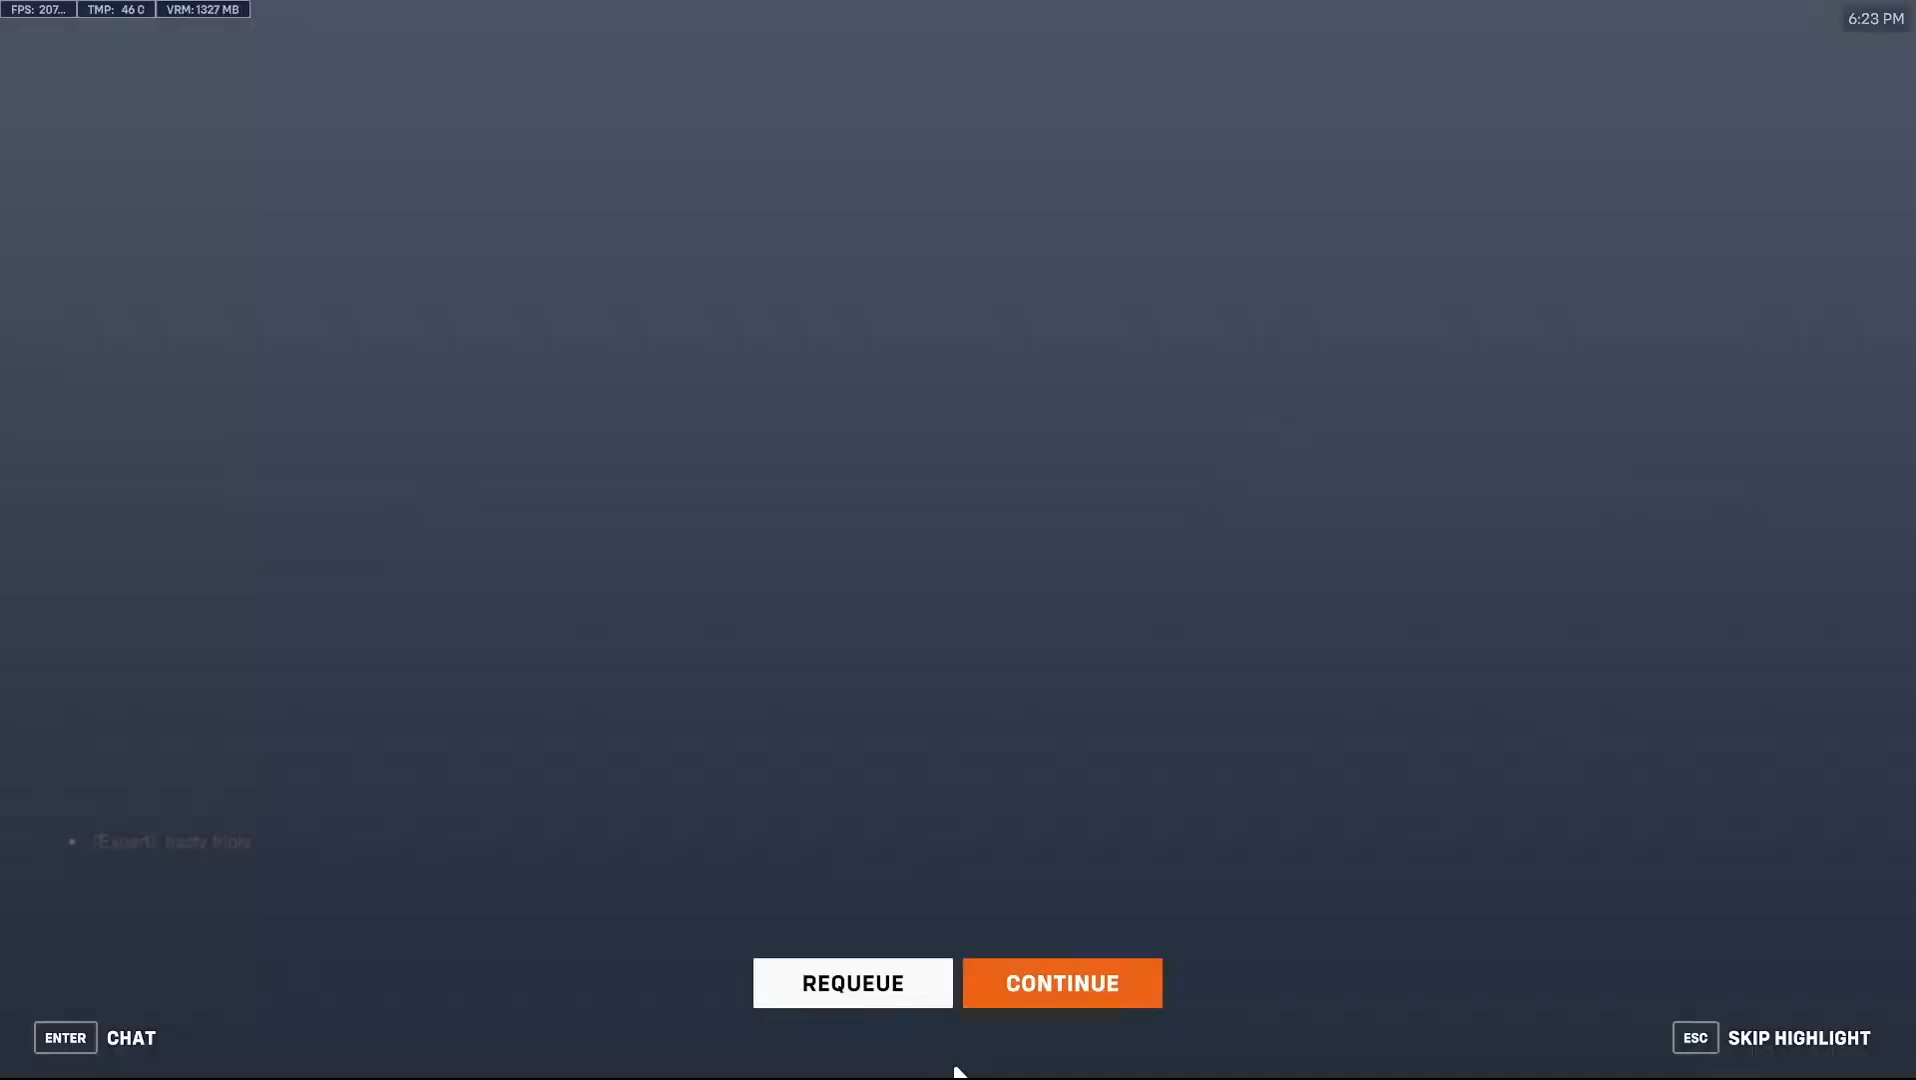 FPS: 207... TMP: 46 C VRM: 1327 MB
6:23 PM
REQUEUE CONTINUE
ENTER CHAT
ESC SKIP HIGHLIGHT